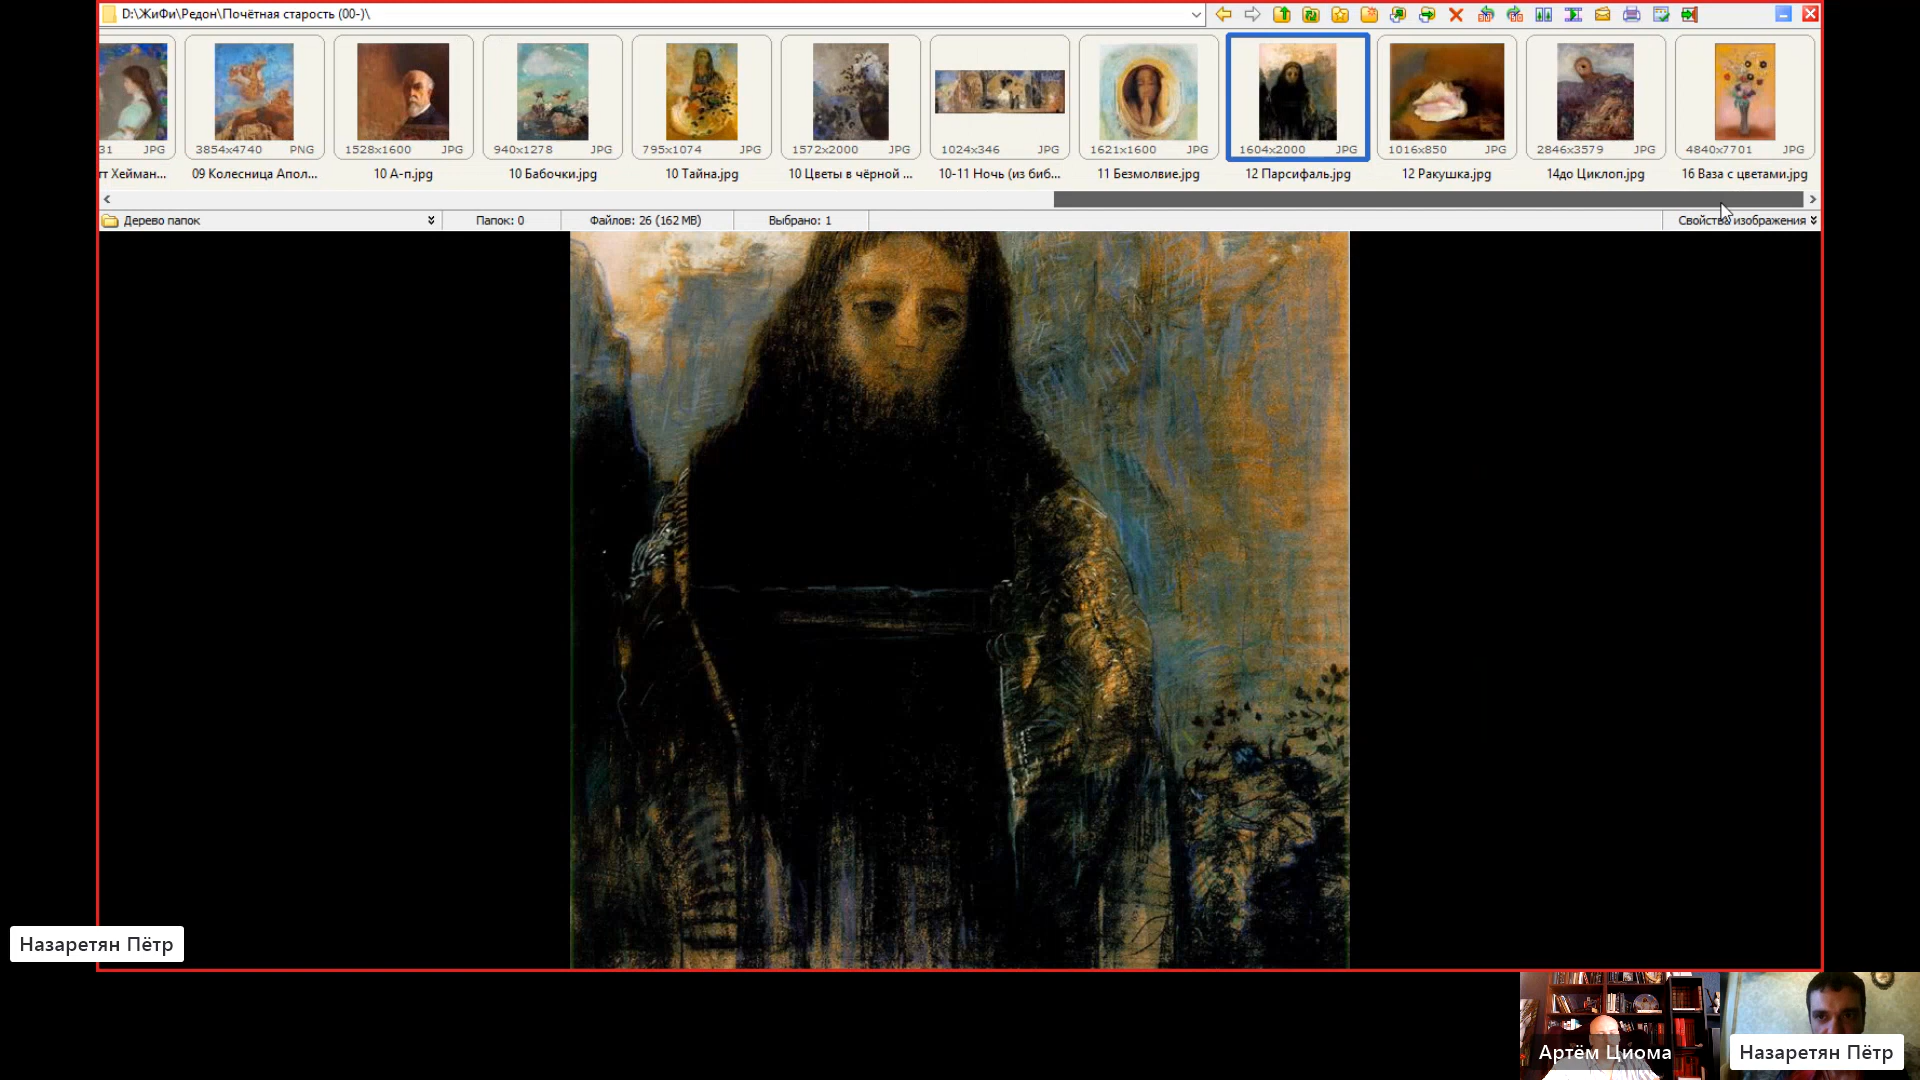 D:\ЖиФи\Редон\Почётная старость (00-)\
31 JPG
3854x4740 PNG
1528x1600 JPG
940x1278 JPG
795x1074 JPG
1572x2000 JPG
1024x346 JPG
1621x1600 JPG
1604x2000 JPG
1016x850 JPG
2846x3579 JPG
4840x7701 JPG
тт Хейман...
09 Колесница Апол...
10 А-п.jpg
10 Бабочки.jpg
10 Тайна.jpg
10 Цветы в чёрной ...
10-11 Ночь (из биб...
11 Безмолвие.jpg
12 Парсифаль.jpg
12 Ракушка.jpg
14до Циклоп.jpg
16 Ваза с цветами.jpg
Дерево папок
Папок: 0
Файлов: 26 (162 MB)
Выбрано: 1
Свойства изображения
Назаретян Пётр
Артём Циома
Назаретян Пётр